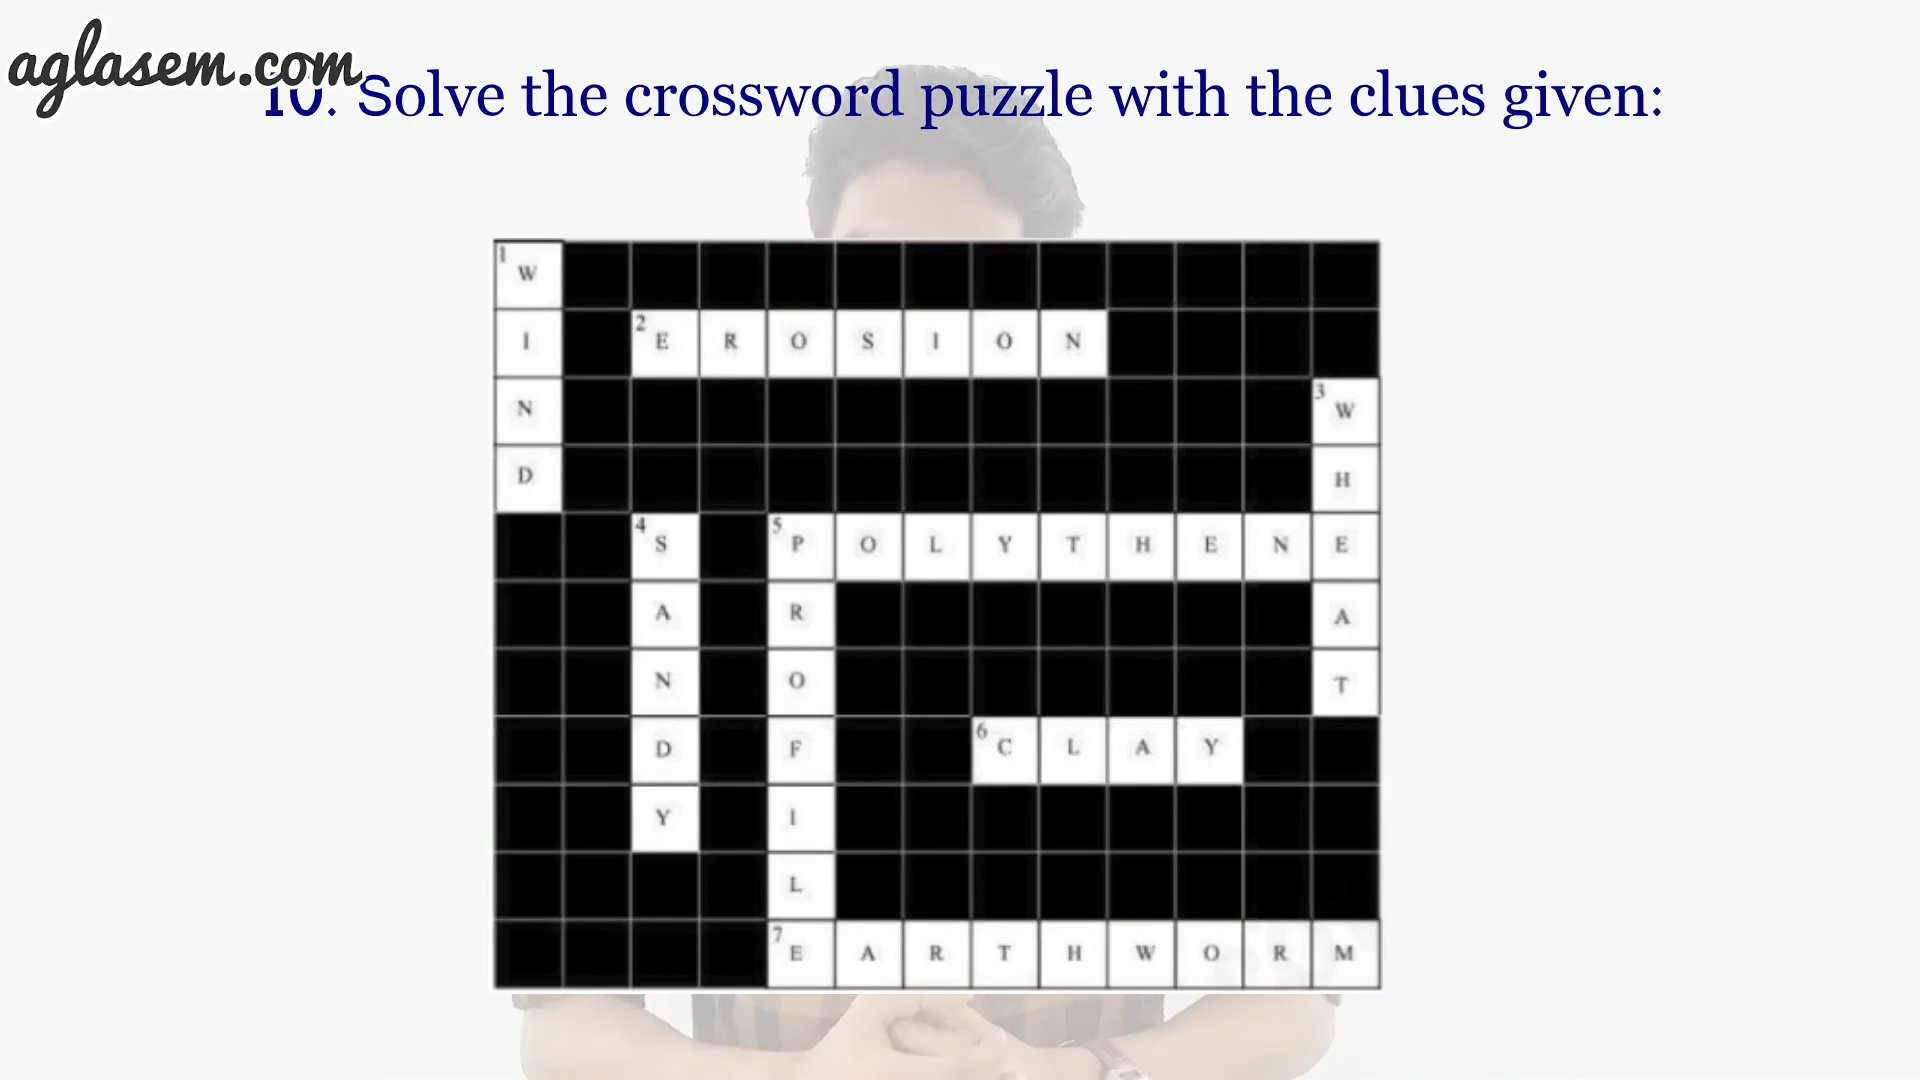 aglasem.com
10. Solve the crossword puzzle with the clues given:
1 W
I 2 E R O S I O N
N 3 W
D H
4 S 5 P O L Y T H E N E
A R A
N O T
D F 6 C L A Y
Y I
L
7 E A R T H W O R M